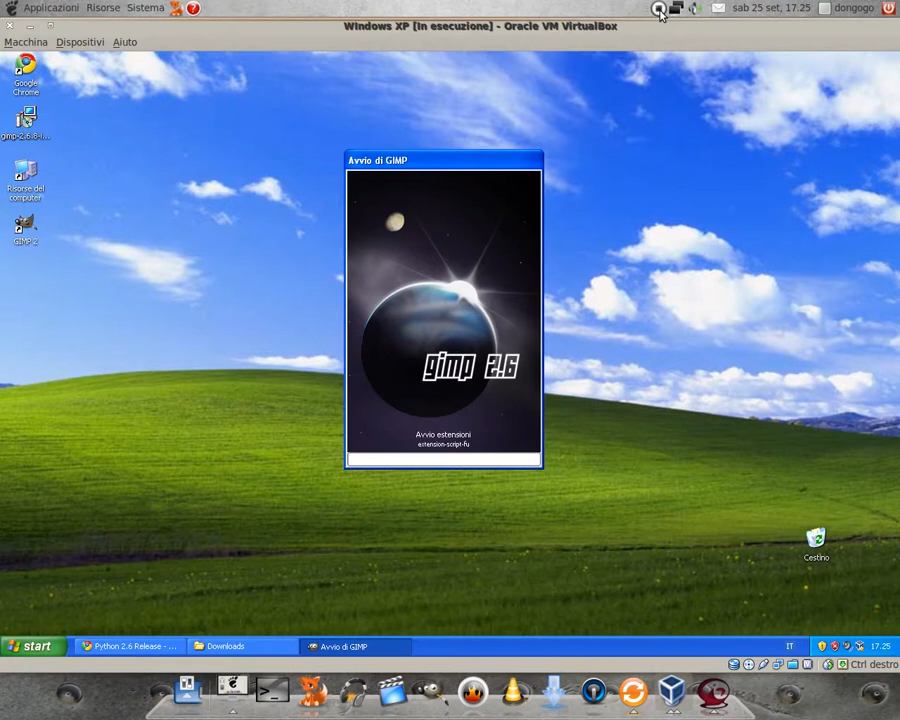 Applicazioni Risorse Sistema
sab 25 set, 17.25 dongogo
Windows XP [In esecuzione] - Oracle VM VirtualBox
Macchina Dispositivi Aiuto
Google
Chrome
gimp-2.6.8-i...
Risorse del
computer
GIMP 2
Avvio di GIMP
gimp 2.6
Avvio estensioni
extension-script-fu
Cestino
start
Python 2.6 Release - ...
Downloads
Avvio di GIMP
IT
17.25
Ctrl destro